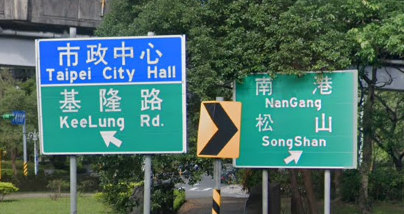 市政中心
Taipei City Hall
基隆路
KeeLung Rd.
南港
NanGang
松山
SongShan